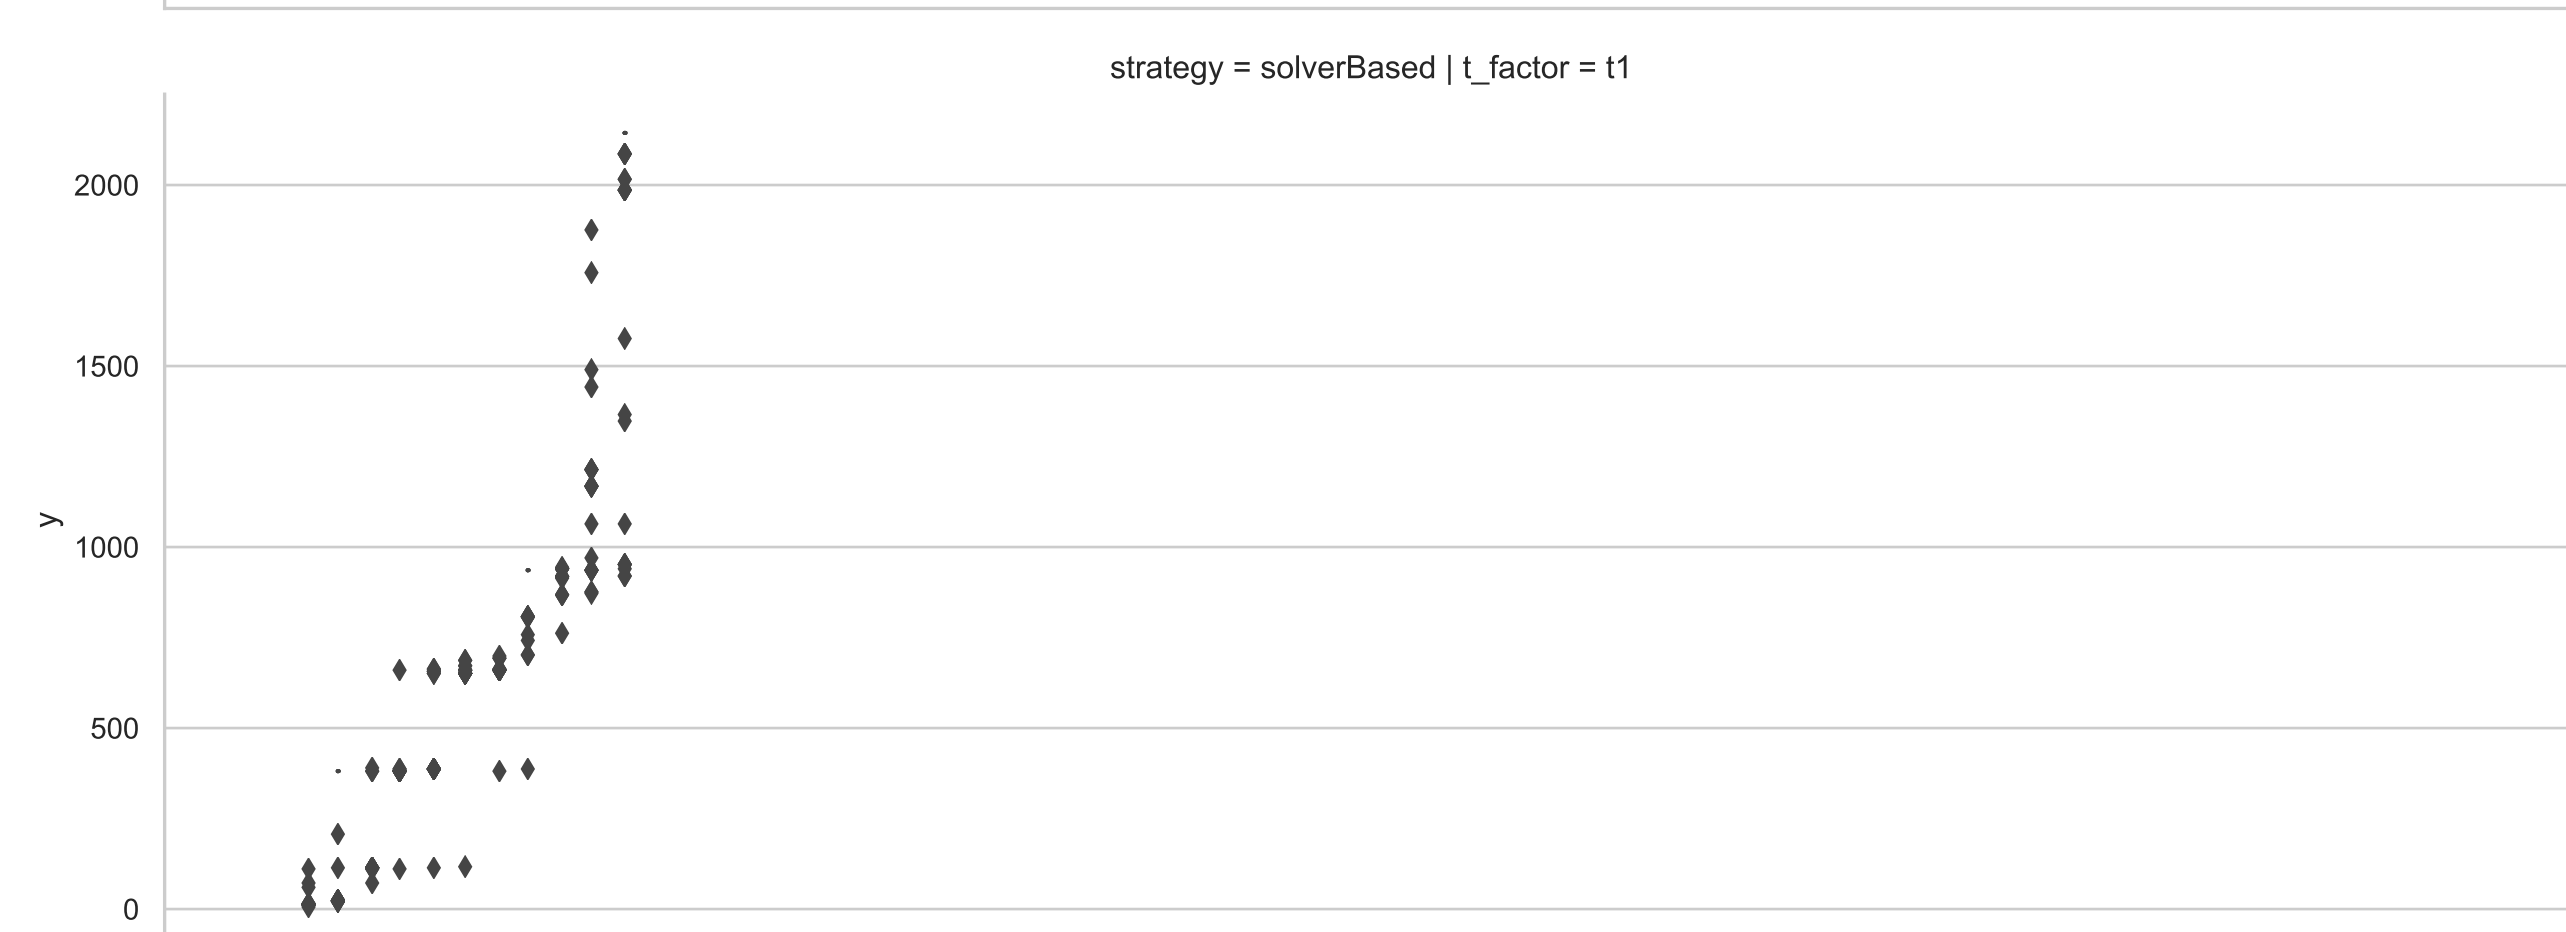 strategy = solverBased | t_factor = t1
2000
1500
1000
500
0
y